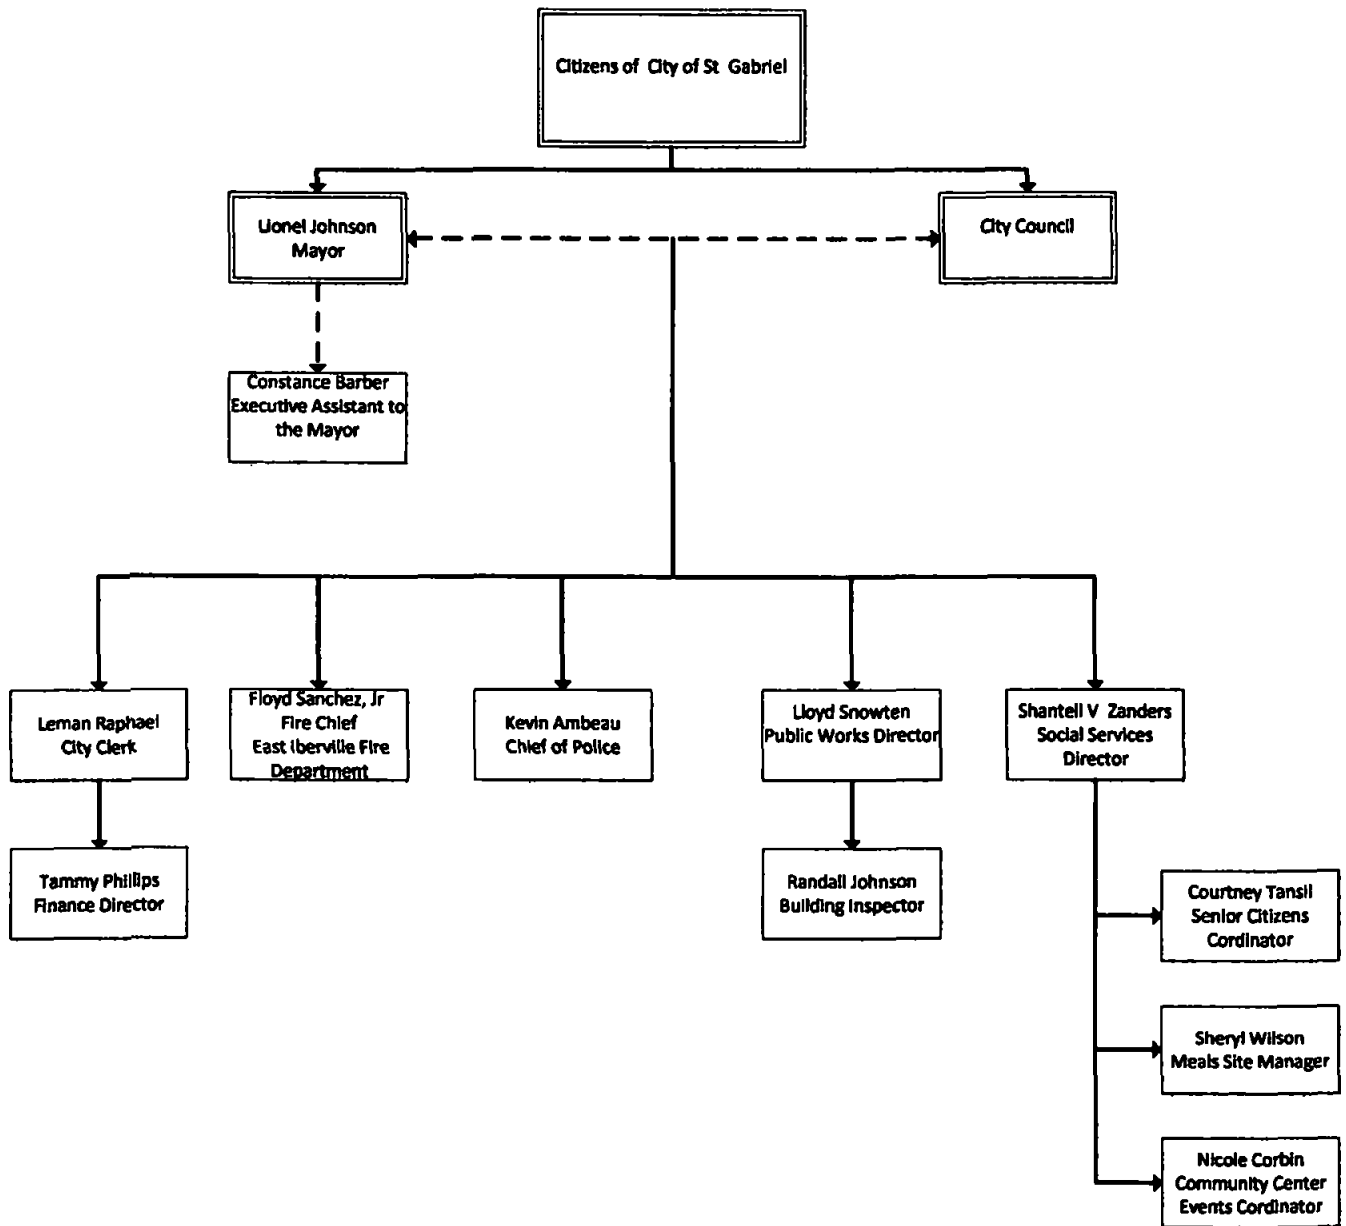 Citizens of City of St Gabriel
Lionel Johnson
Mayor
City Council
Constance Barber
Executive Assistant to
the Mayor
Leman Raphael
City Clerk
Floyd Sanchez, Jr
Fire Chief
East Iberville Fire
Department
Kevin Ambeau
Chief of Police
Lloyd Snowten
Public Works Director
Shantell V Zanders
Social Services
Director
Tammy Phillips
Finance Director
Randall Johnson
Building Inspector
Courtney Tansil
Senior Citizens
Cordinator
Sheryl Wilson
Meals Site Manager
Nicole Corbin
Community Center
Events Cordinator